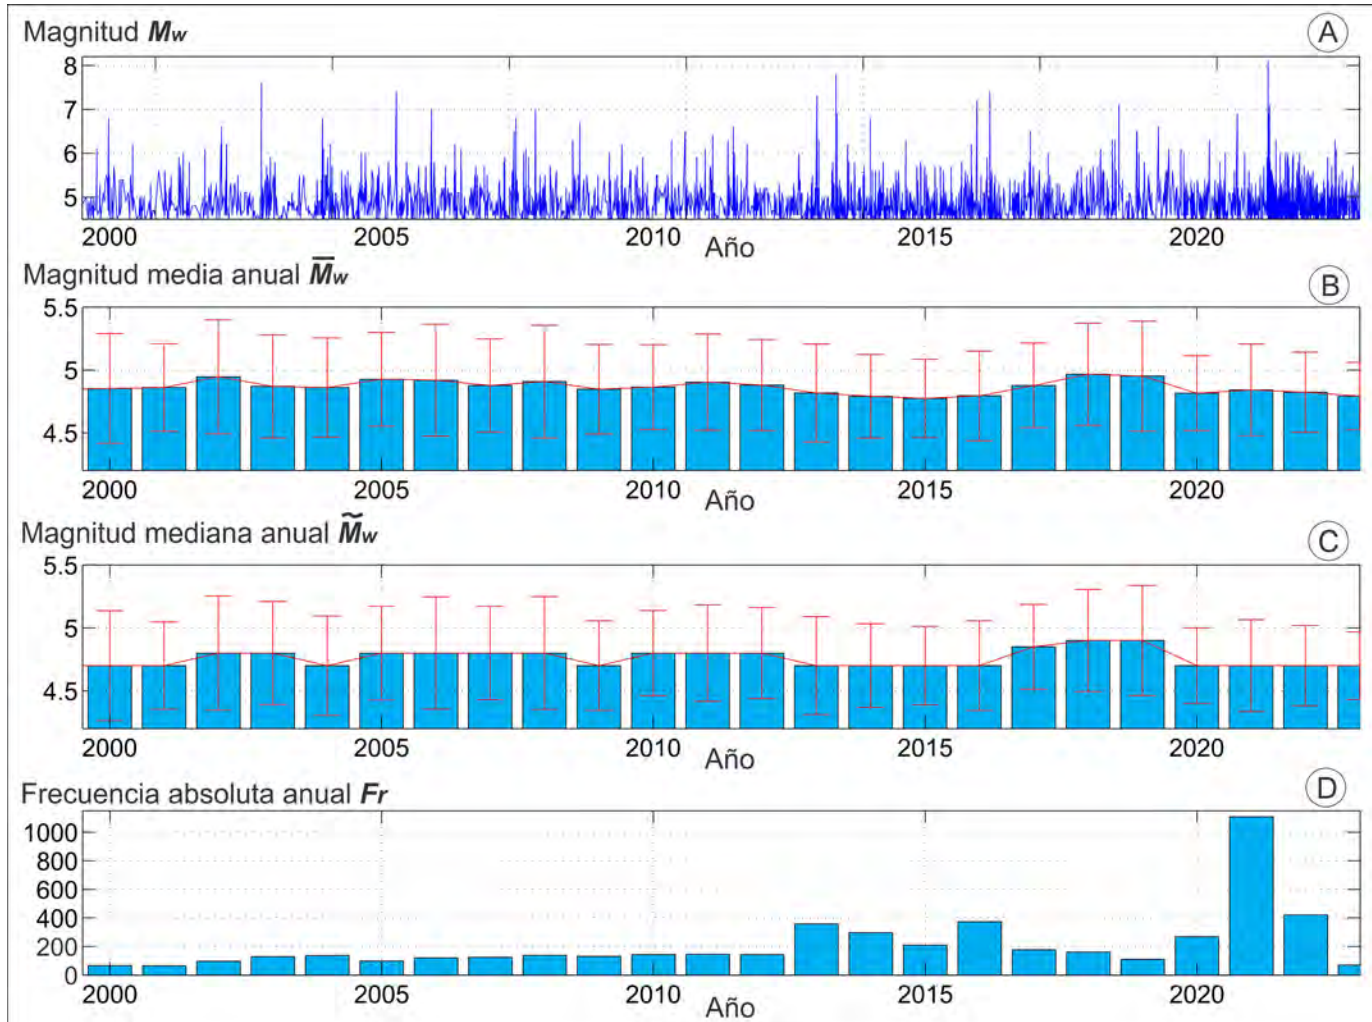 Magnitud Mw
A
8
7
6
5
2000 2005 2010 2015 2020
Año
Magnitud media anual M̅w
B
5.5
5
4.5
2000 2005 2010 2015 2020
Año
Magnitud mediana anual M̃w
C
5.5
5
4.5
2000 2005 2010 2015 2020
Año
Frecuencia absoluta anual Fr
D
1000
800
600
400
200
0
2000 2005 2010 2015 2020
Año